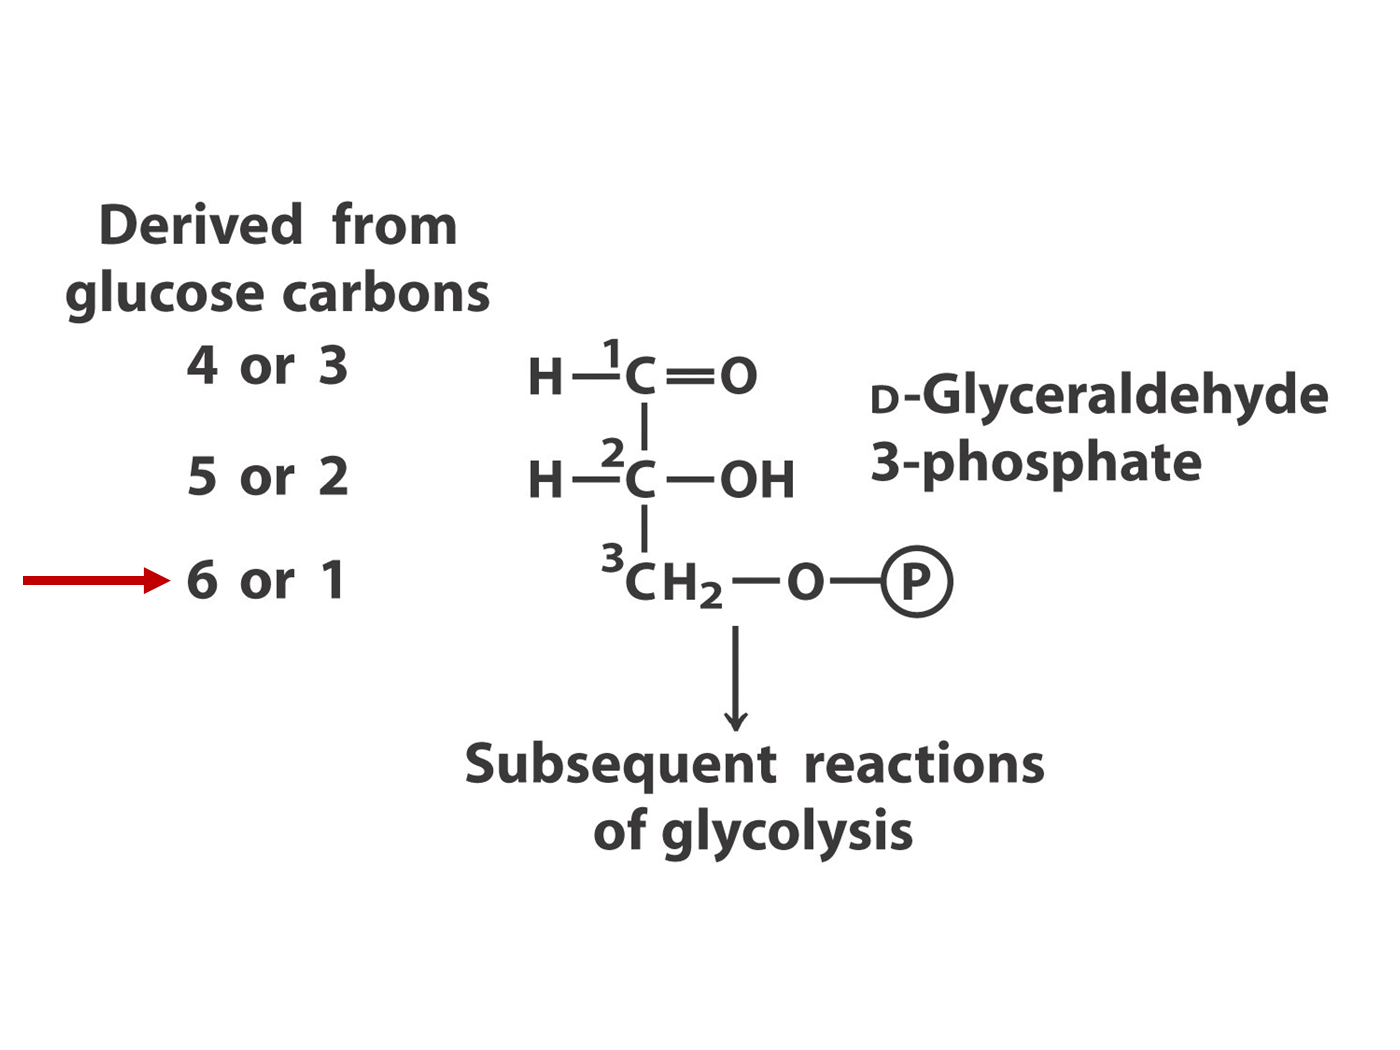 Derived from
glucose carbons
4 or 3
H—¹C=O
D-Glyceraldehyde
3-phosphate
5 or 2
H—²C—OH
6 or 1
³CH₂—O—P
Subsequent reactions
of glycolysis